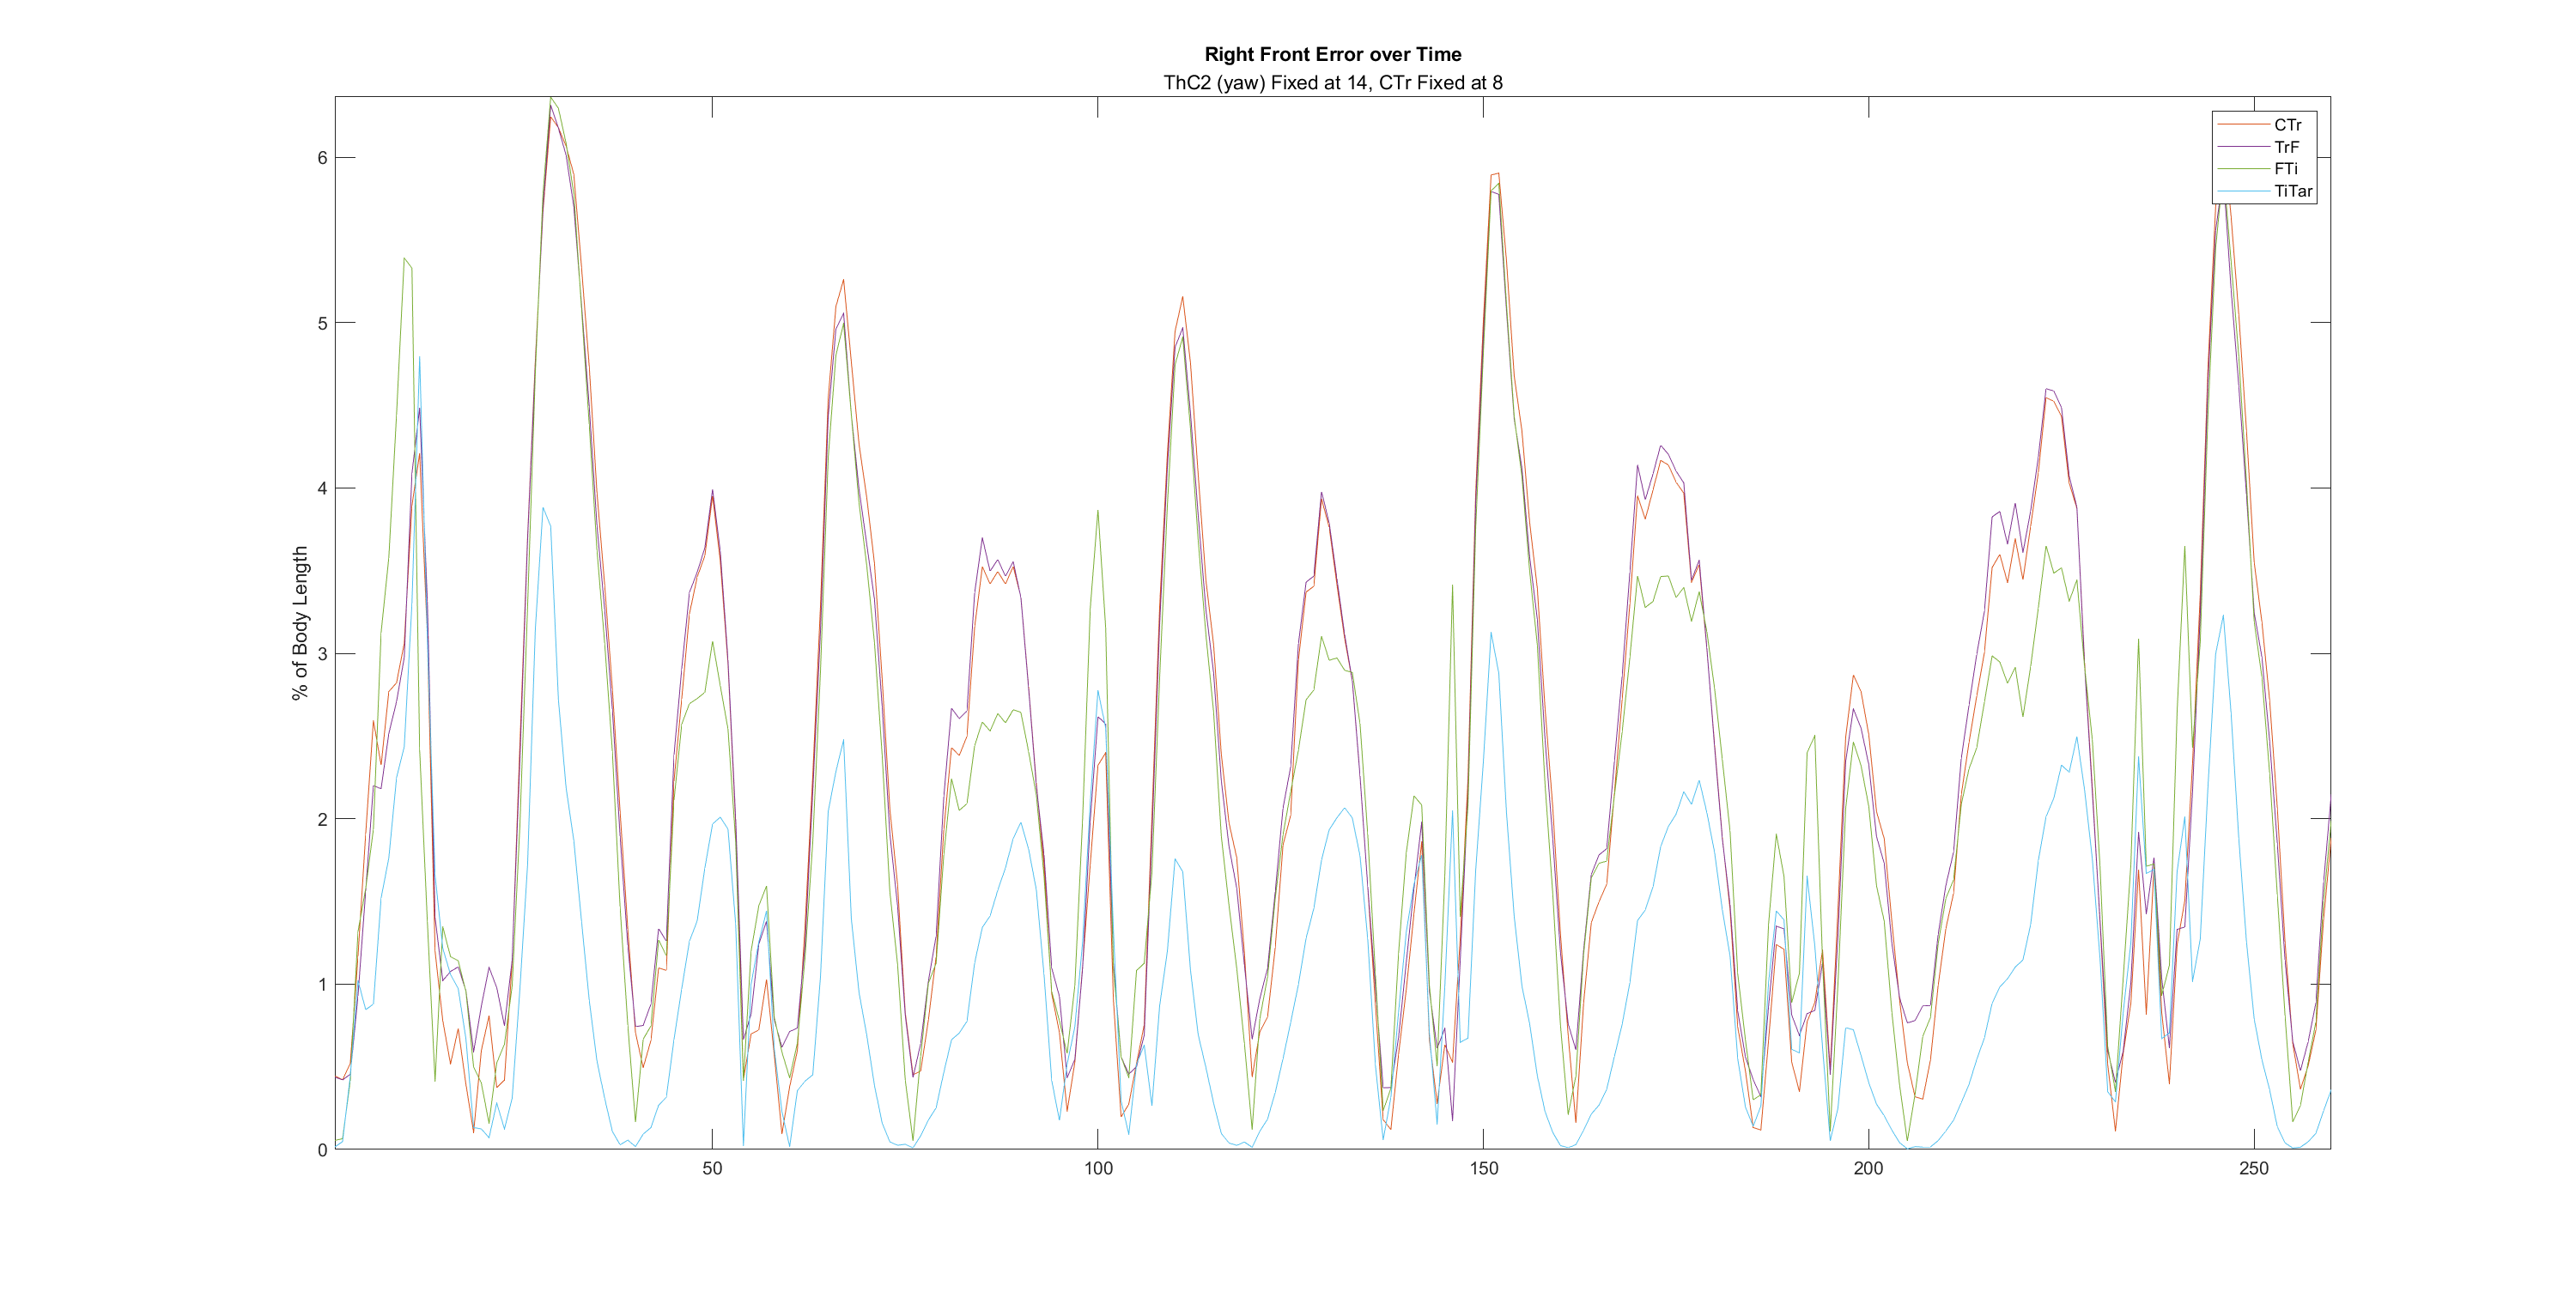 Right Front Error over Time
ThC2 (yaw) Fixed at 14, CTr Fixed at 8
CTr
TrF
FTi
TiTar
% of Body Length
6
5
4
3
2
1
0
50
100
150
200
250